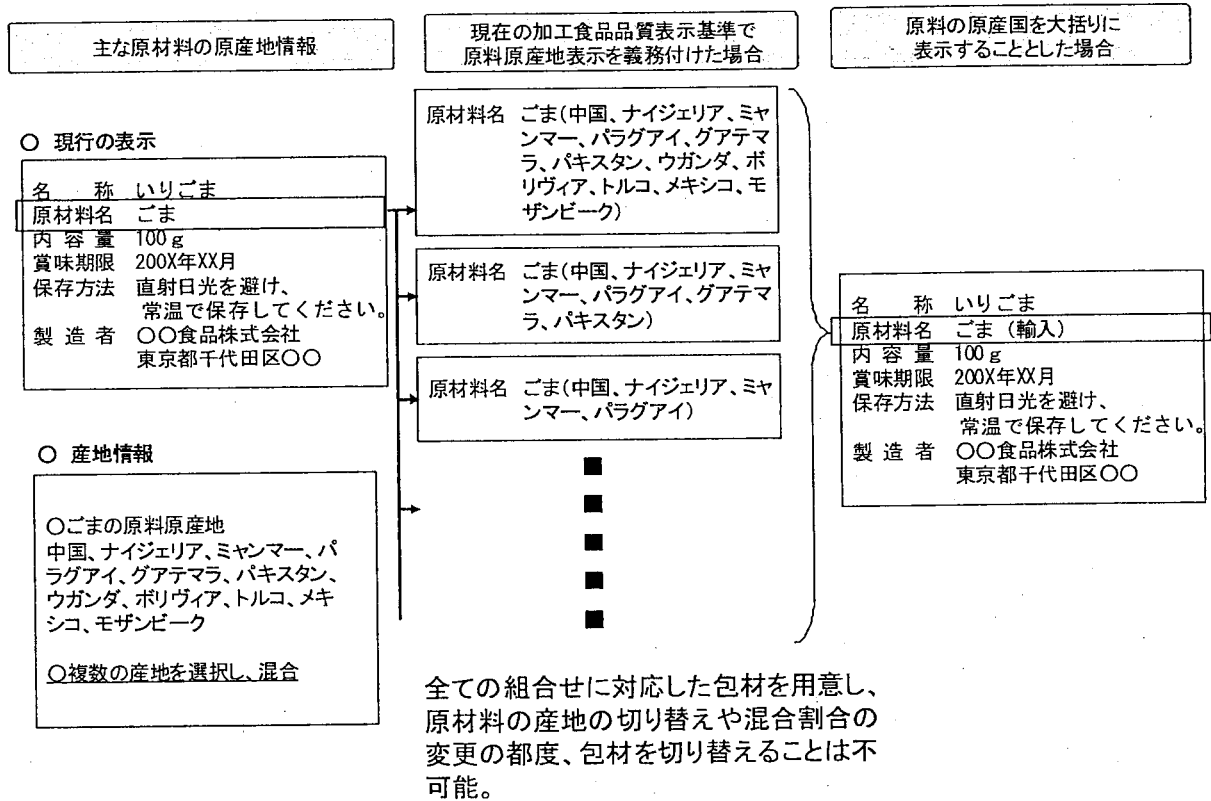 主な原材料の原産地情報
現在の加工食品品質表示基準で
原料原産地表示を義務付けた場合
原料の原産国を大括りに
表示することとした場合
○ 現行の表示
名　　称　いりごま
原材料名　ごま
内 容 量　100g
賞味期限　200X年XX月
保存方法　直射日光を避け、
常温で保存してください。
製 造 者　○○食品株式会社
東京都千代田区○○
○ 産地情報
○ごまの原料原産地
中国、ナイジェリア、ミャンマー、パ
ラグアイ、グアテマラ、パキスタン、
ウガンダ、ボリヴィア、トルコ、メキ
シコ、モザンビーク
○複数の産地を選択し、混合
原材料名　ごま(中国、ナイジェリア、ミャ
ンマー、パラグアイ、グアテマ
ラ、パキスタン、ウガンダ、ボ
リヴィア、トルコ、メキシコ、モ
ザンビーク)
原材料名　ごま(中国、ナイジェリア、ミャ
ンマー、パラグアイ、グアテマ
ラ、パキスタン)
原材料名　ごま(中国、ナイジェリア、ミャ
ンマー、パラグアイ)
全ての組合せに対応した包材を用意し、
原材料の産地の切り替えや混合割合の
変更の都度、包材を切り替えることは不
可能。
名　　称　いりごま
原材料名　ごま（輸入）
内 容 量　100g
賞味期限　200X年XX月
保存方法　直射日光を避け、
常温で保存してください。
製 造 者　○○食品株式会社
東京都千代田区○○